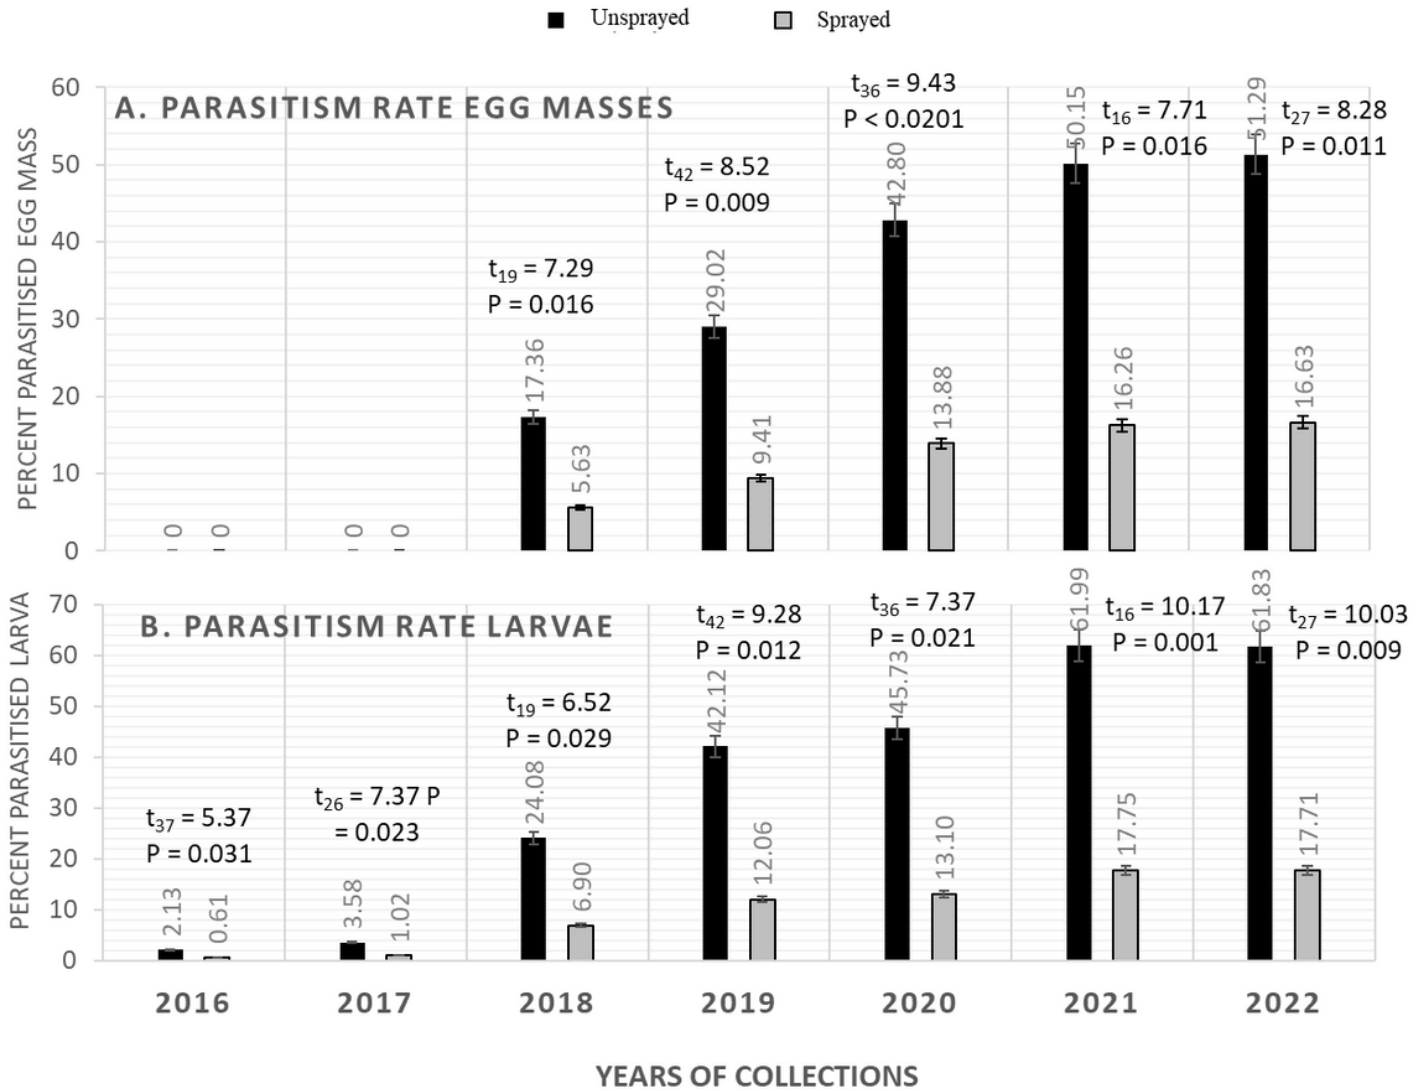 Unsprayed Sprayed
A. PARASITISM RATE EGG MASSES
PERCENT PARASITISED EGG MASS
60
50
40
30
20
10
0
0 0
0 0
t19 = 7.29
P = 0.016
17.36 5.63
t42 = 8.52
P = 0.009
29.02 9.41
t36 = 9.43
P < 0.0201
42.80 13.88
t16 = 7.71
P = 0.016
50.15 16.26
t27 = 8.28
P = 0.011
51.29 16.63
B. PARASITISM RATE LARVAE
PERCENT PARASITISED LARVA
70
60
50
40
30
20
10
0
t37 = 5.37
P = 0.031
2.13 0.61
t26 = 7.37 P
= 0.023
3.58 1.02
t19 = 6.52
P = 0.029
24.08 6.90
t42 = 9.28
P = 0.012
42.12 12.06
t36 = 7.37
P = 0.021
45.73 13.10
t16 = 10.17
P = 0.001
61.99 17.75
t27 = 10.03
P = 0.009
61.83 17.71
2016 2017 2018 2019 2020 2021 2022
YEARS OF COLLECTIONS